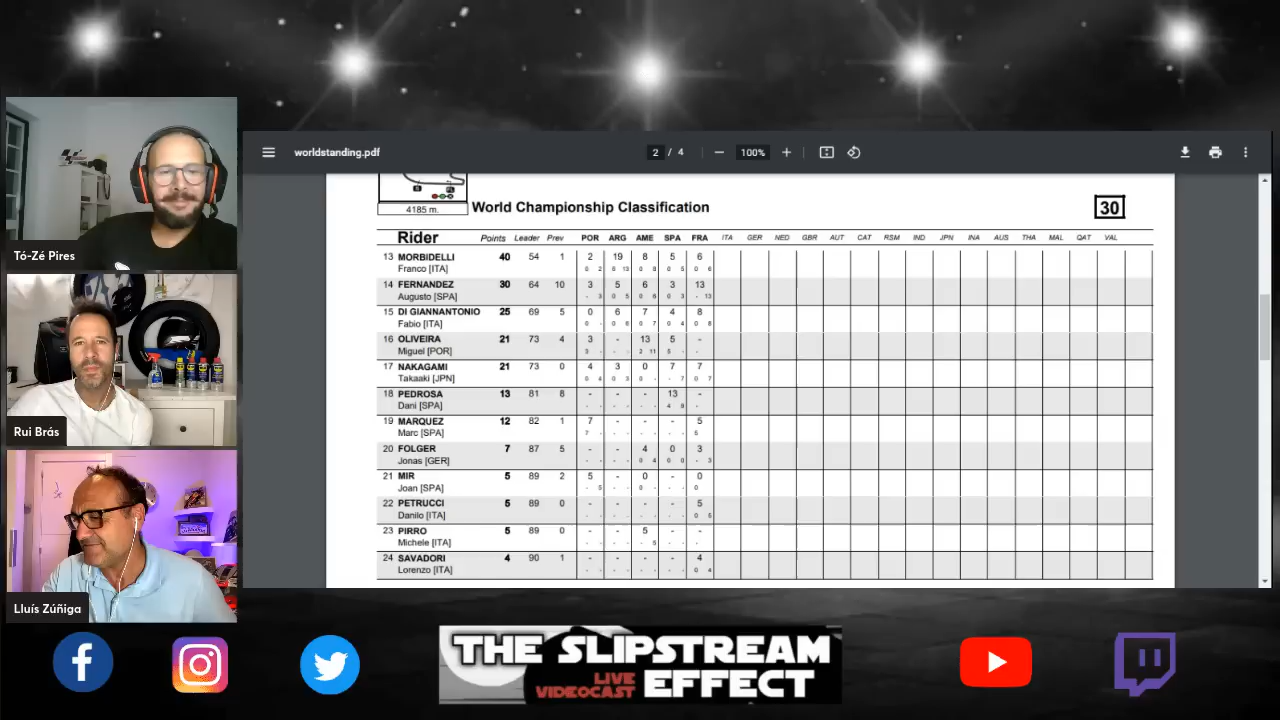 worldstanding.pdf
2 / 4
100%
4185 m.
World Championship Classification
30
Rider Points Leader Prev POR ARG AME SPA FRA ITA GER NED GBR AUT CAT RSM IND JPN INA AUS THA MAL QAT VAL
13 MORBIDELLI 40 54 1 2 19 8 5 6
Franco [ITA]
14 FERNANDEZ 30 64 10 3 5 6 3 13
Augusto [SPA]
15 DI GIANNANTONIO 25 69 5 0 6 7 4 8
Fabio [ITA]
16 OLIVEIRA 21 73 4 3 - 13 5 -
Miguel [POR]
17 NAKAGAMI 21 73 0 4 3 0 7 7
Takaaki [JPN]
18 PEDROSA 13 81 8 - - - 13 -
Dani [SPA]
19 MARQUEZ 12 82 1 7 - - - 5
Marc [SPA]
20 FOLGER 7 87 5 - - 4 0 3
Jonas [GER]
21 MIR 5 89 2 5 - 0 - 0
Joan [SPA]
22 PETRUCCI 5 89 0 - - - - 5
Danilo [ITA]
23 PIRRO 5 89 0 - - 5 - -
Michele [ITA]
24 SAVADORI 4 90 1 - - - - 4
Lorenzo [ITA]
Tó-Zé Pires
Rui Brás
Lluís Zúñiga
THE SLIPSTREAM
LIVE
VIDEOCAST EFFECT